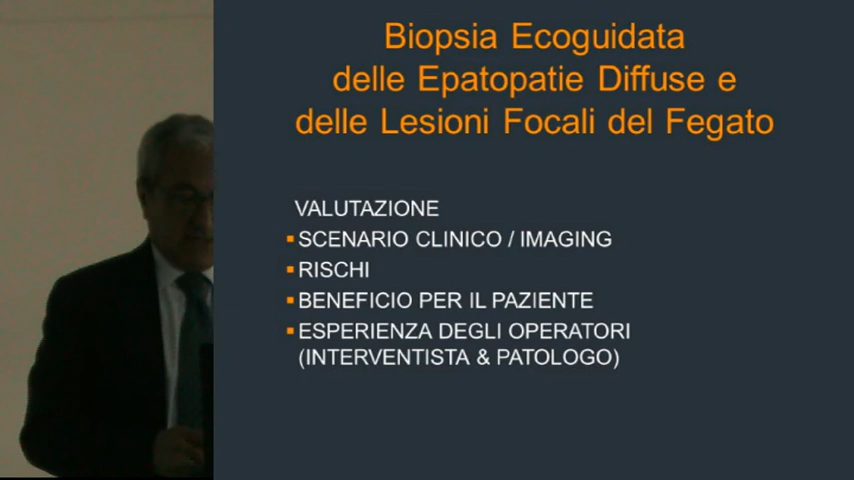 Biopsia Ecoguidata
delle Epatopatie Diffuse e
delle Lesioni Focali del Fegato
VALUTAZIONE
▪SCENARIO CLINICO / IMAGING
▪RISCHI
▪BENEFICIO PER IL PAZIENTE
▪ESPERIENZA DEGLI OPERATORI
(INTERVENTISTA & PATOLOGO)